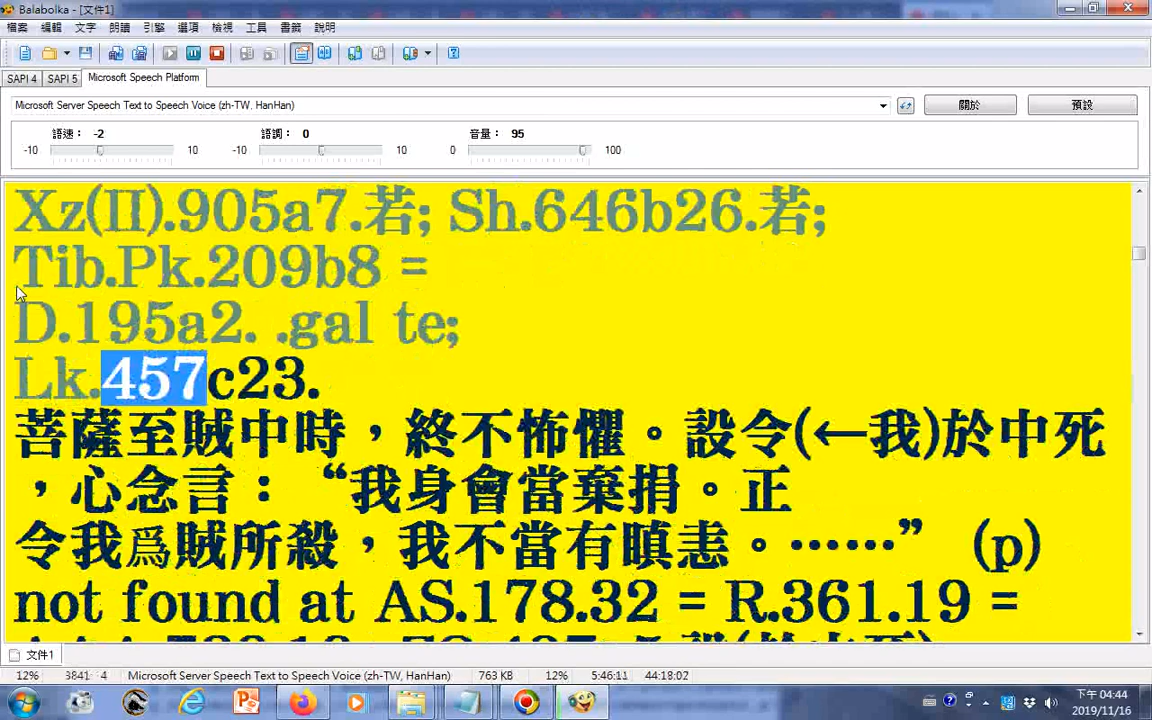 Balabolka - [文件1]
檔案 編輯 文字 朗讀 引擎 選項 檢視 工具 書籤 說明
SAPI 4 SAPI 5 Microsoft Speech Platform
Microsoft Server Speech Text to Speech Voice (zh-TW, HanHan)
關於
預設
語速： -2
語調： 0
音量： 95
-10 10 -10 10 0 100
Xz(II).905a7.若; Sh.646b26.若;
Tib.Pk.209b8 =
D.195a2. .gal te;
Lk.457c23.
菩薩至賊中時，終不怖懼。設令(←我)於中死
，心念言：“我身會當棄捐。正
令我爲賊所殺，我不當有瞋恚。……” (p)
not found at AS.178.32 = R.361.19 =
文件1
12% 3841: 4 Microsoft Server Speech Text to Speech Voice (zh-TW, HanHan) 763 KB 12% 5:46:11 44:18:02
下午 04:44
2019/11/16